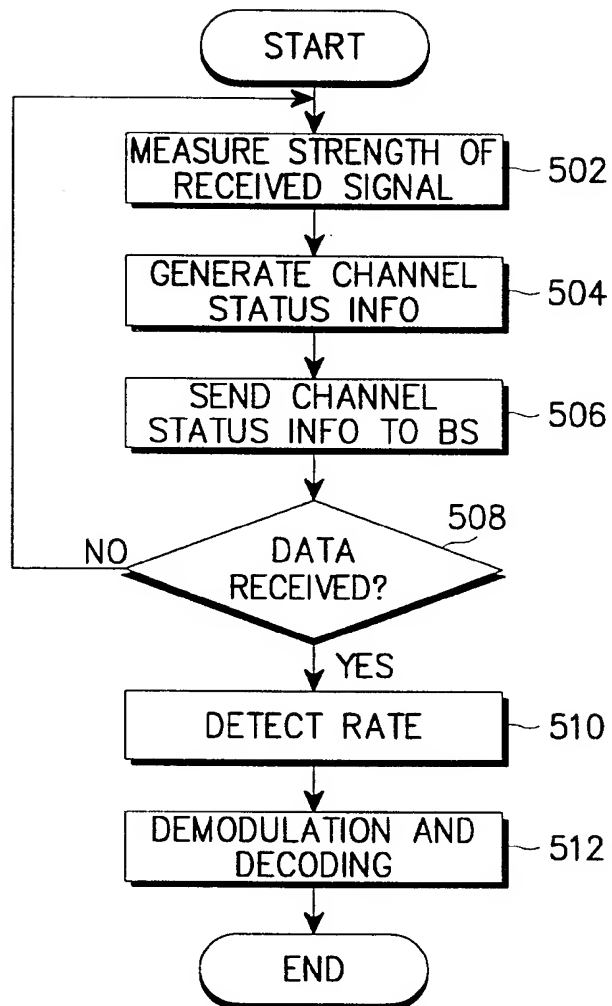 START
MEASURE STRENGTH OF
RECEIVED SIGNAL
502
GENERATE CHANNEL
STATUS INFO
504
SEND CHANNEL
STATUS INFO TO BS
506
508
NO
DATA
RECEIVED?
YES
DETECT RATE
510
DEMODULATION AND
DECODING
512
END